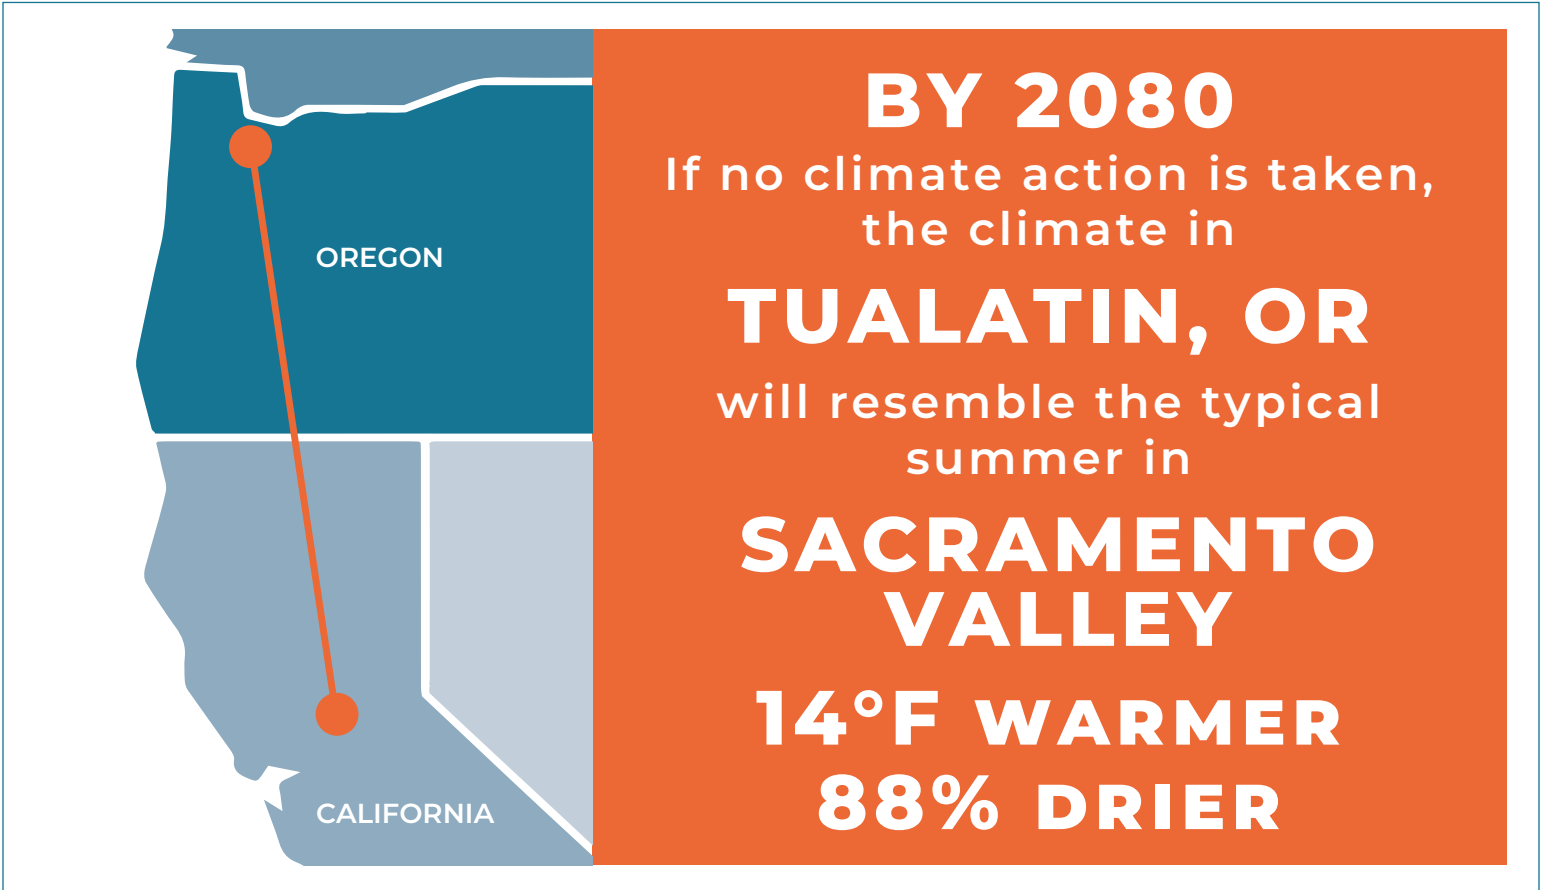 OREGON
CALIFORNIA
BY 2080
If no climate action is taken,
the climate in
TUALATIN, OR
will resemble the typical
summer in
SACRAMENTO
VALLEY
14°F WARMER
88% DRIER